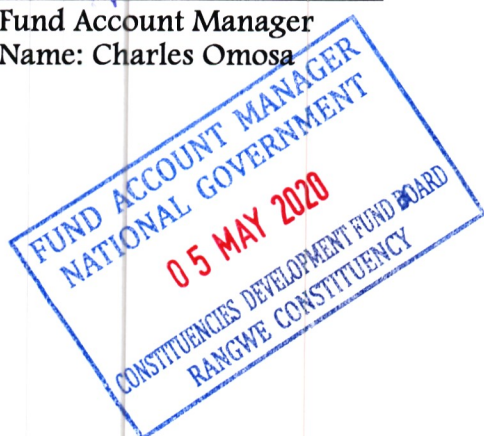 Fund Account Manager
Name: Charles Omosa
FUND ACCOUNT MANAGER
NATIONAL GOVERNMENT
05 MAY 2020
CONSTITUENCIES DEVELOPMENT FUND BOARD
RANGWE CONSTITUENCY